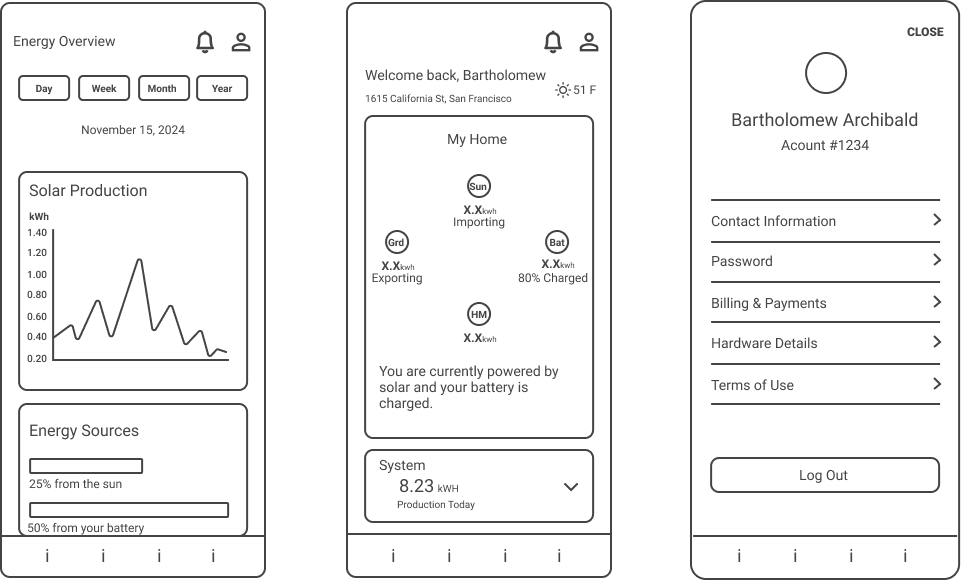 Energy Overview
Day
Week
Month
Year
November 15, 2024
Solar Production
kWh
1.40
1.20
1.00
0.80
0.60
0.40
0.20
Energy Sources
25% from the sun
50% from your battery
i i i i
Welcome back, Bartholomew
1615 California St, San Francisco
51 F
My Home
Sun
X.Xkwh
Importing
Grd
X.Xkwh
Exporting
Bat
X.Xkwh
80% Charged
HM
X.Xkwh
You are currently powered by
solar and your battery is
charged.
System
8.23 kWH
Production Today
i i i i
CLOSE
Bartholomew Archibald
Acount #1234
Contact Information
Password
Billing & Payments
Hardware Details
Terms of Use
Log Out
i i i i